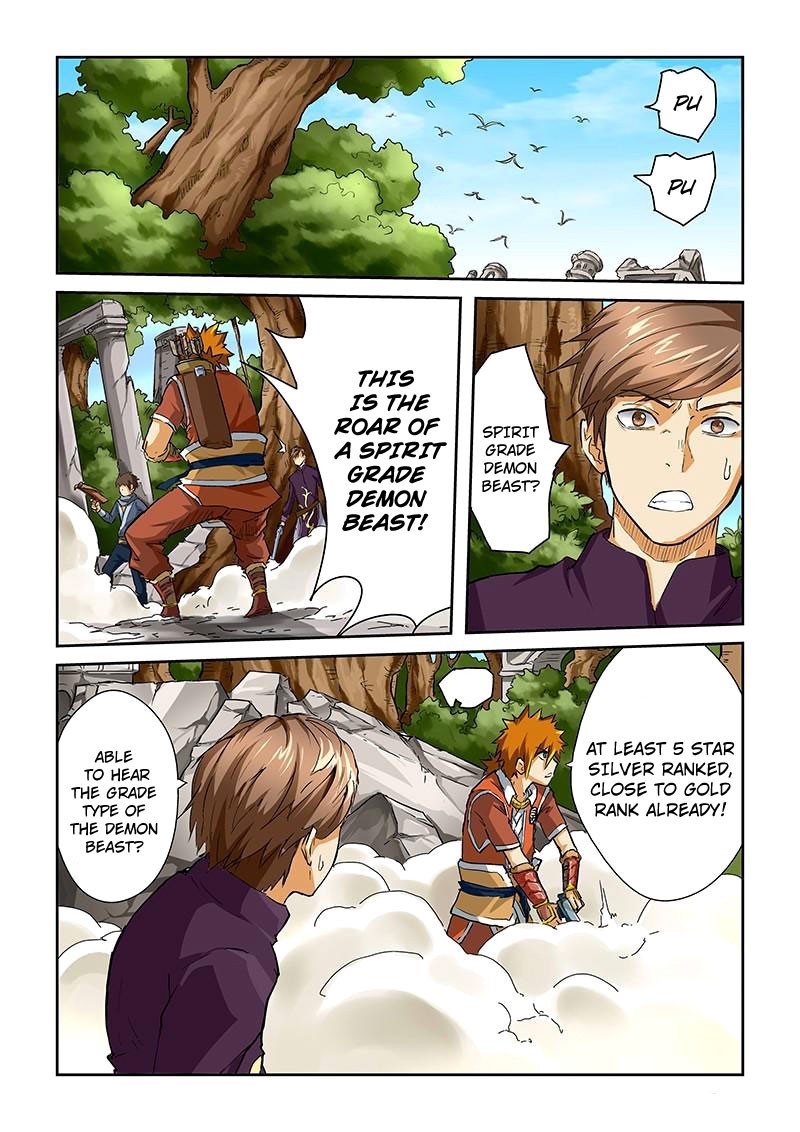 PU
PU
THIS
IS THE
ROAR OF
A SPIRIT
GRADE
DEMON
BEAST!
SPIRIT
GRADE
DEMON
BEAST?
ABLE
TO HEAR
THE GRADE
TYPE OF
THE DEMON
BEAST?
AT LEAST 5 STAR
SILVER RANKED,
CLOSE TO GOLD
RANK ALREADY!